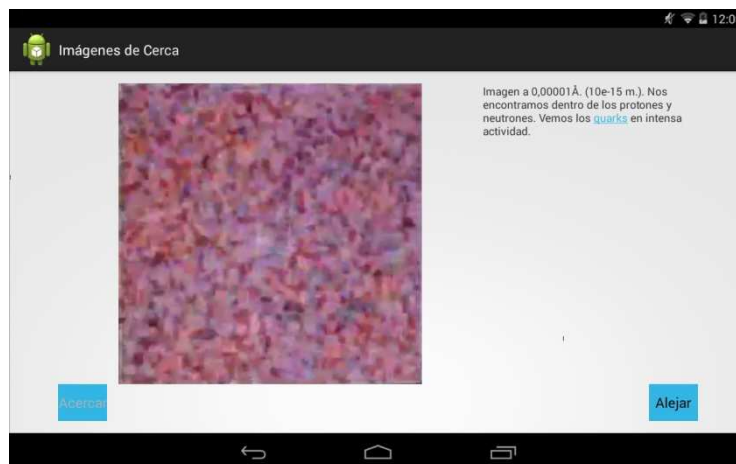 12:0
Imágenes de Cerca
Imagen a 0,00001Å. (10e-15 m.). Nos
encontramos dentro de los protones y
neutrones. Vemos los quarks en intensa
actividad.
Acercar
Alejar